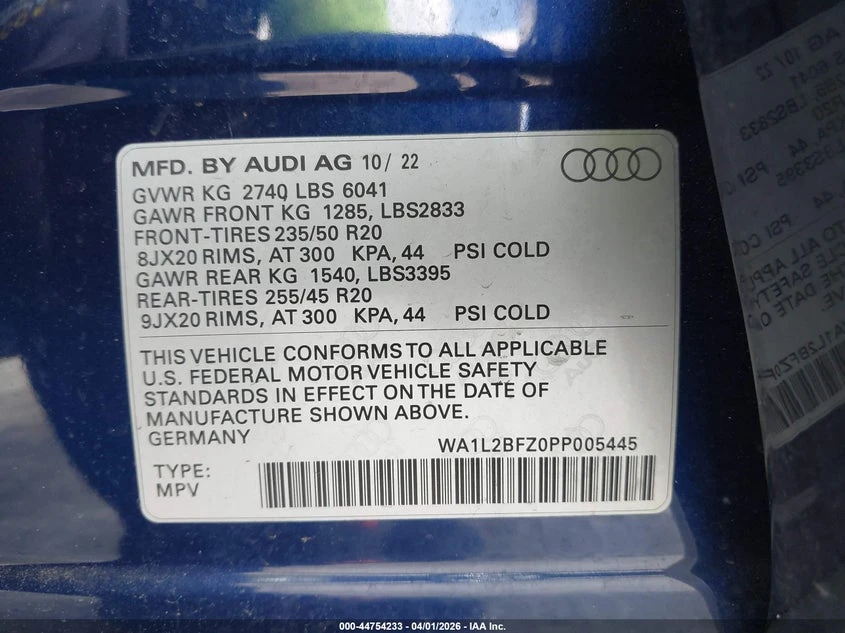 MFD. BY AUDI AG 10/ 22
GVWR KG 2740 LBS 6041
GAWR FRONT KG 1285, LBS2833
FRONT-TIRES 235/50 R20
8JX20 RIMS, AT 300 KPA, 44 PSI COLD
GAWR REAR KG 1540, LBS3395
REAR-TIRES 255/45 R20
9JX20 RIMS, AT 300 KPA, 44 PSI COLD
THIS VEHICLE CONFORMS TO ALL APPLICABLE
U.S. FEDERAL MOTOR VEHICLE SAFETY
STANDARDS IN EFFECT ON THE DATE OF
MANUFACTURE SHOWN ABOVE.
GERMANY
WA1L2BFZ0PP005445
TYPE:
MPV
000-44754233 - 04/01/2026 - IAA Inc.